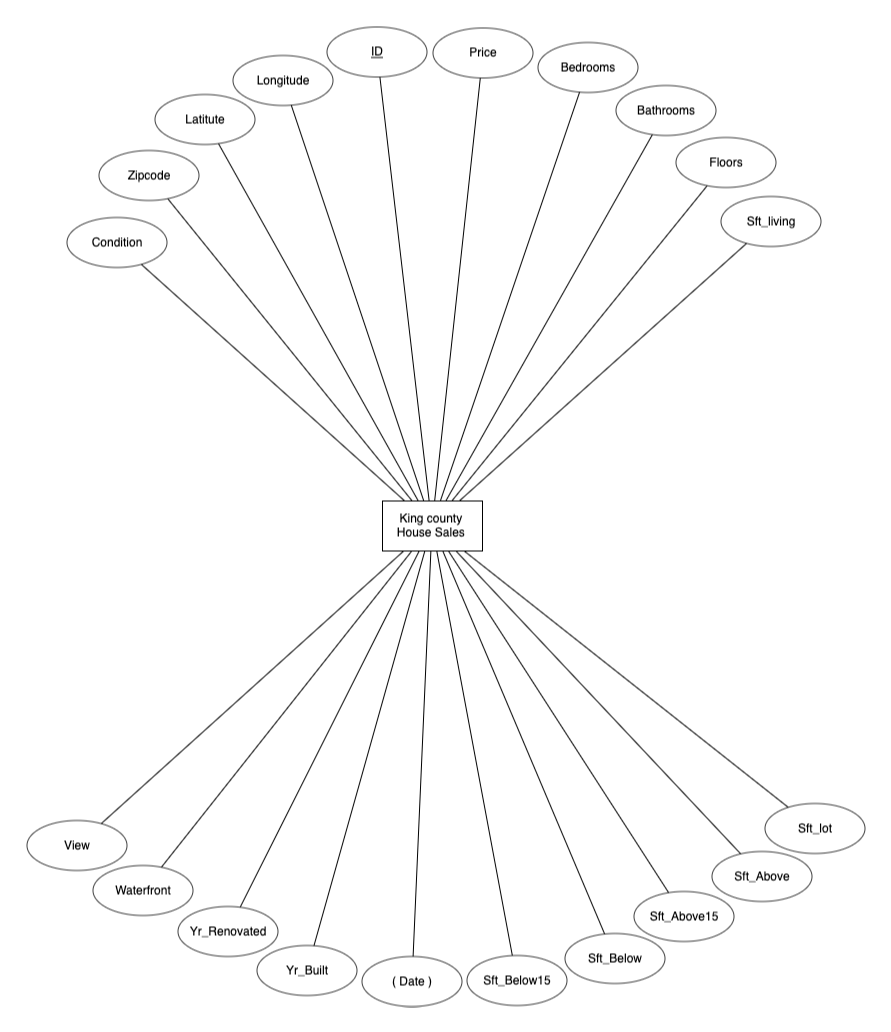 ID
Price
Longitude
Bedrooms
Latitute
Bathrooms
Zipcode
Floors
Condition
Sft_living
King county
House Sales
View
Sft_lot
Waterfront
Sft_Above
Yr_Renovated
Sft_Above15
Yr_Built
Sft_Below
( Date )
Sft_Below15